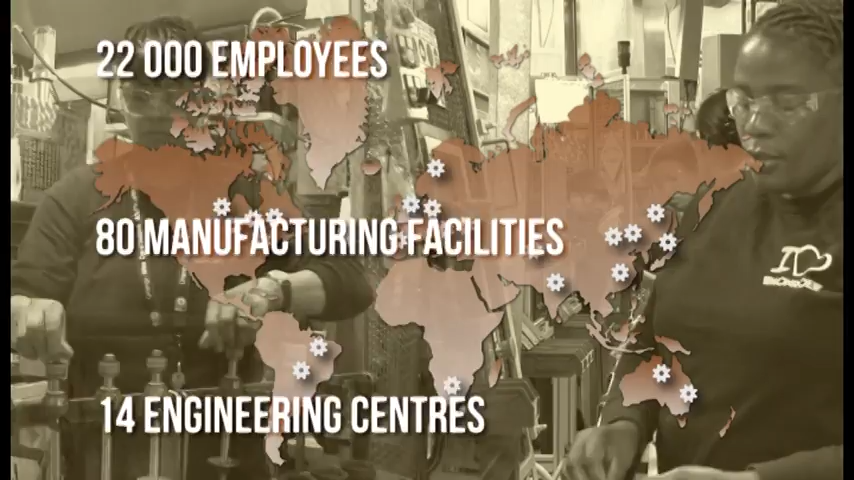 22 000 EMPLOYEES
80 MANUFACTURING FACILITIES
14 ENGINEERING CENTRES